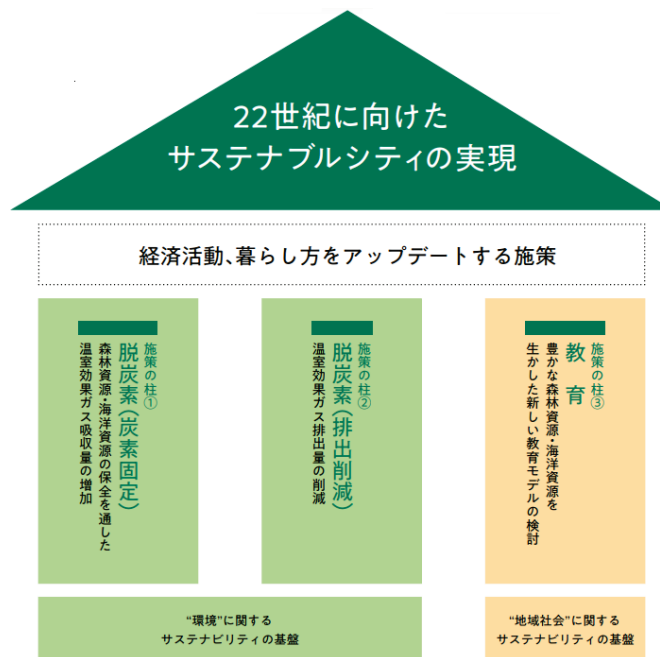 22世紀に向けた
サステナブルシティの実現
経済活動、暮らし方をアップデートする施策
施策の柱①
脱炭素(炭素固定)
森林資源・海洋資源の保全を通した
温室効果ガス吸収量の増加
施策の柱②
脱炭素(排出削減)
温室効果ガス排出量の削減
施策の柱③
教育
豊かな森林資源・海洋資源を
生かした新しい教育モデルの検討
“環境”に関する
サステナビリティの基盤
“地域社会”に関する
サステナビリティの基盤